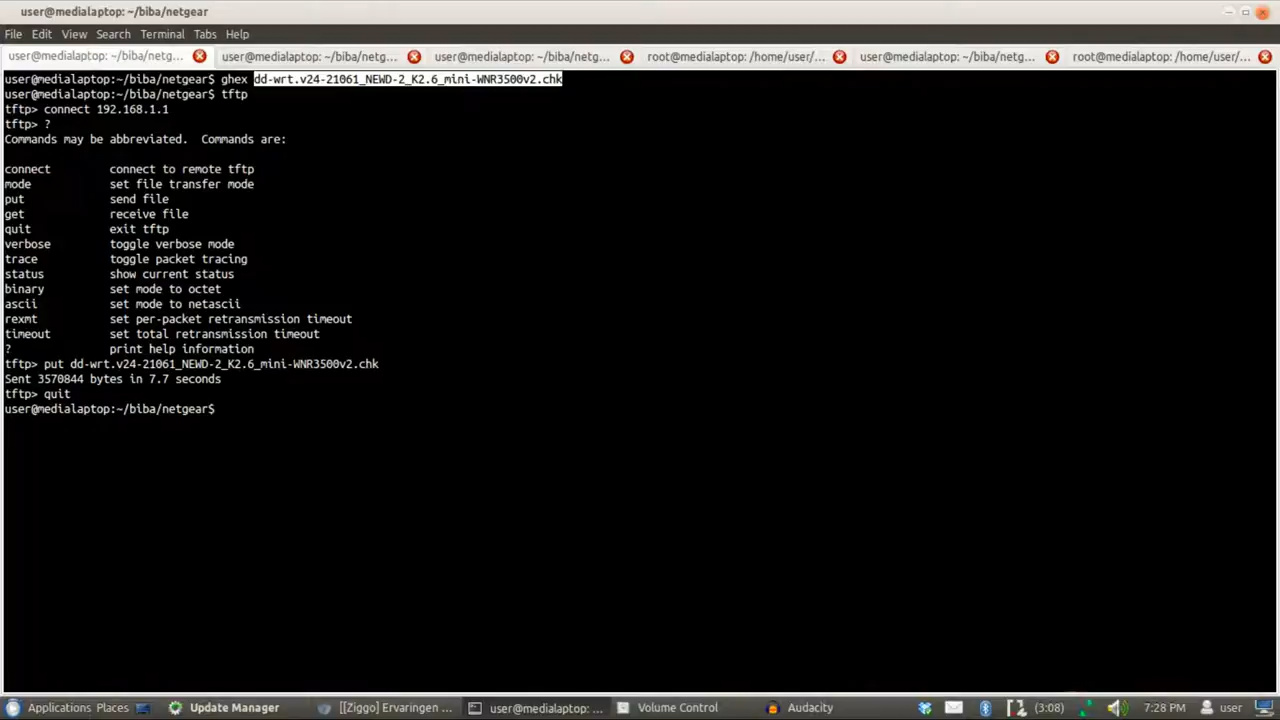 user@medialaptop: ~/biba/netgear
File Edit View Search Terminal Tabs Help
user@medialaptop: ~/biba/netg... user@medialaptop: ~/biba/netg... user@medialaptop: ~/biba/netg... root@medialaptop: /home/user/... user@medialaptop: ~/biba/netg... root@medialaptop: /home/user/...
user@medialaptop:~/biba/netgear$ ghex dd-wrt.v24-21061_NEWD-2_K2.6_mini-WNR3500v2.chk
user@medialaptop:~/biba/netgear$ tftp
tftp> connect 192.168.1.1
tftp> ?
Commands may be abbreviated.  Commands are:
connect connect to remote tftp
mode set file transfer mode
put send file
get receive file
quit exit tftp
verbose toggle verbose mode
trace toggle packet tracing
status show current status
binary set mode to octet
ascii set mode to netascii
rexmt set per-packet retransmission timeout
timeout set total retransmission timeout
? print help information
tftp> put dd-wrt.v24-21061_NEWD-2_K2.6_mini-WNR3500v2.chk
Sent 3570844 bytes in 7.7 seconds
tftp> quit
user@medialaptop:~/biba/netgear$
Applications Places Update Manager [[Ziggo] Ervaringen ... user@medialaptop: ... Volume Control Audacity (3:08) 7:28 PM user